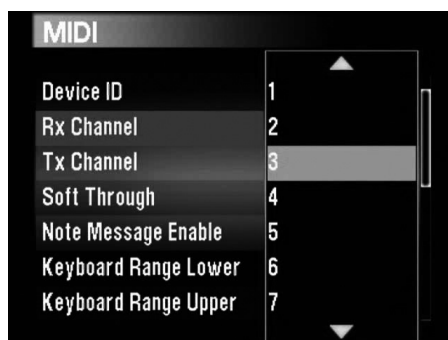 MIDI
Device ID 1
Rx Channel 2
Tx Channel 3
Soft Through 4
Note Message Enable 5
Keyboard Range Lower 6
Keyboard Range Upper 7